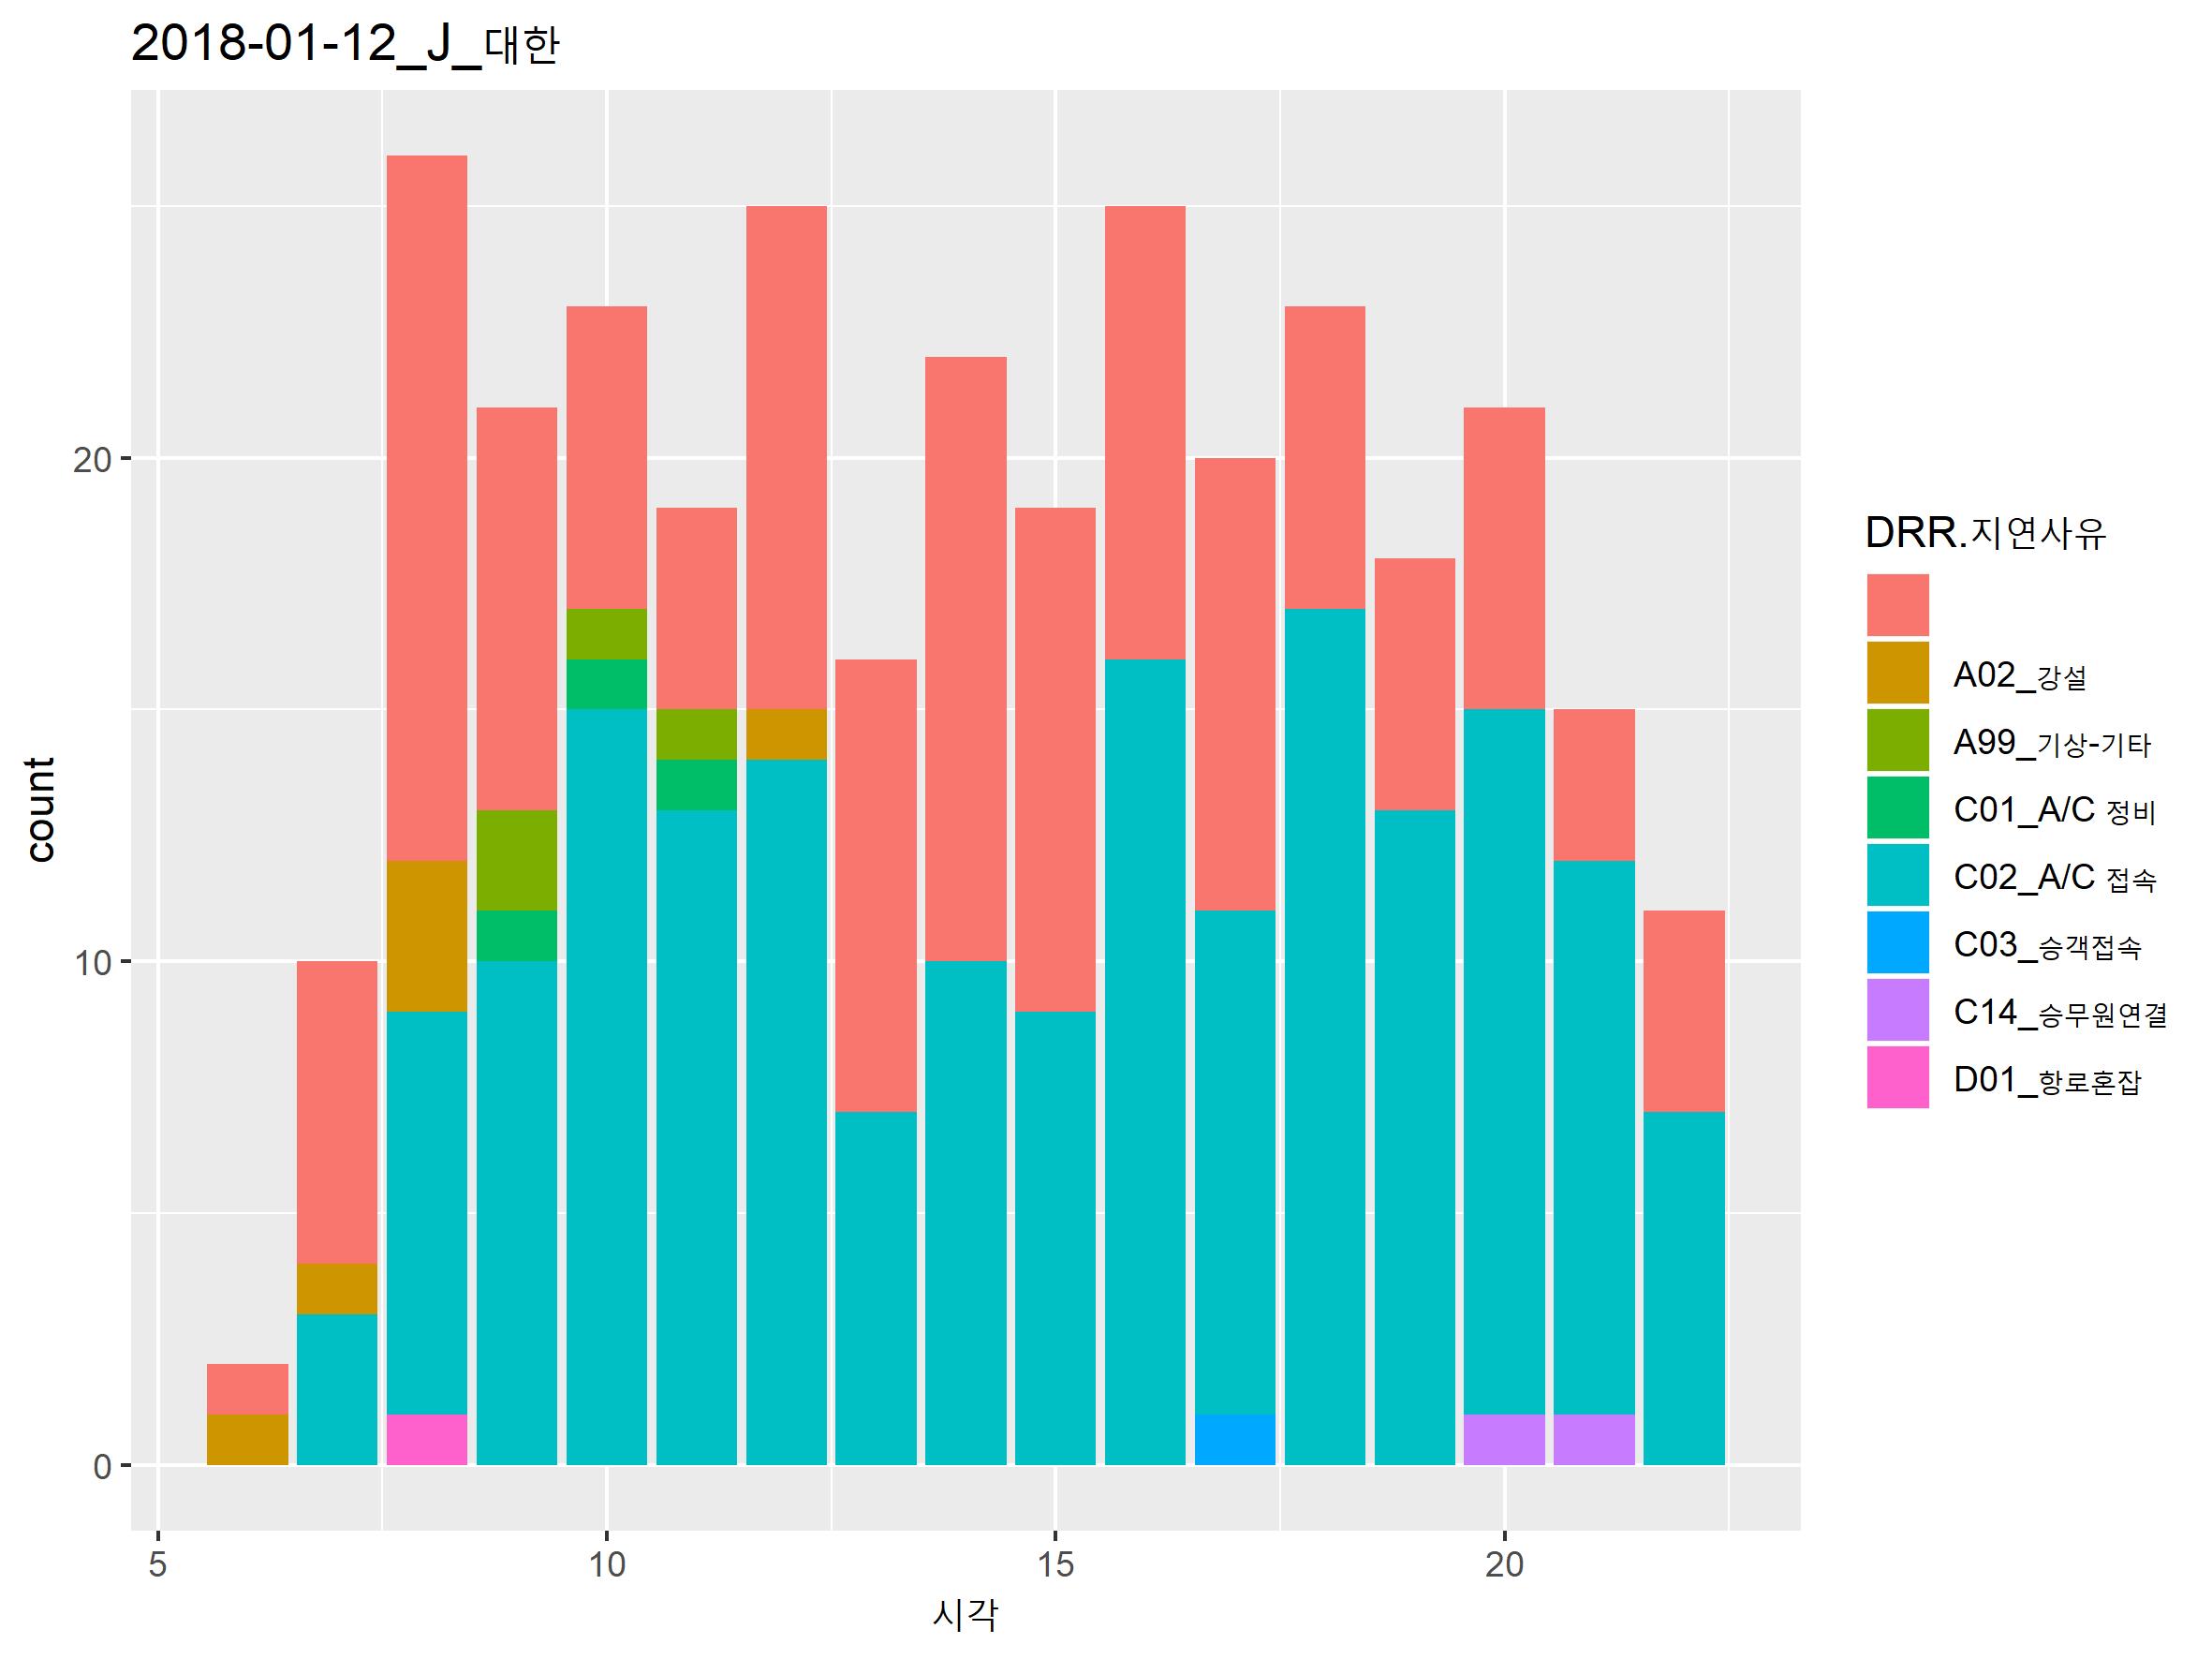 2018-01-12_J_대한
count
20
10
0
5 10 15 20
시각
DRR.지연사유
A02_강설
A99_기상-기타
C01_A/C 정비
C02_A/C 접속
C03_승객접속
C14_승무원연결
D01_항로혼잡